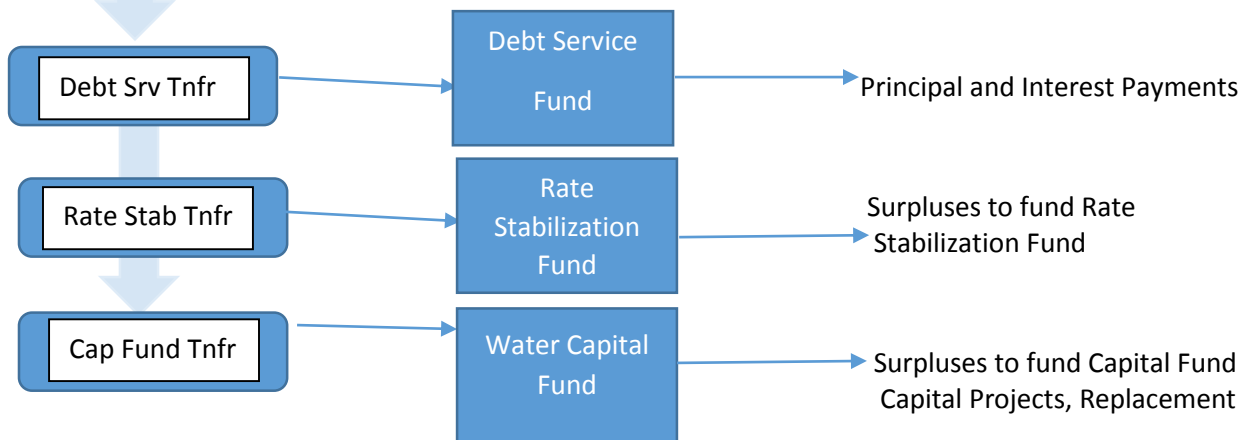 Debt Srv Tnfr
Debt Service
Fund
Principal and Interest Payments
Rate Stab Tnfr
Rate
Stabilization
Fund
Surpluses to fund Rate
Stabilization Fund
Cap Fund Tnfr
Water Capital
Fund
Surpluses to fund Capital Fund
Capital Projects, Replacement